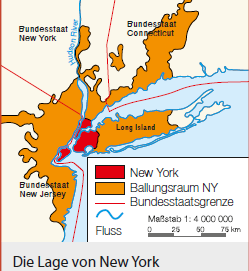 Bundesstaat
New York
Bundesstaat
Connecticut
Hudson River
Long Island
Bundesstaat
New Jersey
New York
Ballungsraum NY
Bundesstaatsgrenze
Fluss
Maßstab 1: 4 000 000
0 25 50 75 km
Die Lage von New York